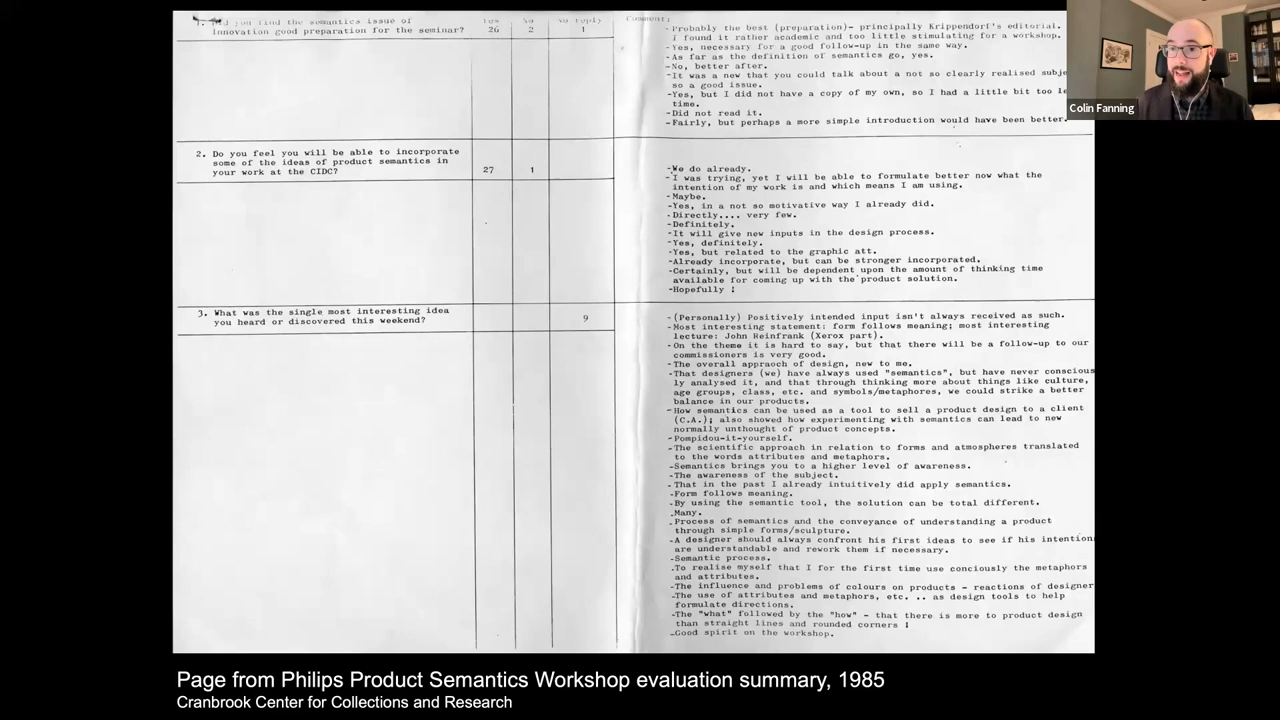 1. Did you find the semantics issue of
Innovation good preparation for the seminar?
Yes No No reply
26 2 1
Comment:
-Probably the best (preparation)- principally Krippendorf's editorial.
I found it rather academic and too little stimulating for a workshop.
-Yes, necessary for a good follow-up in the same way.
-As far as the definition of semantics go, yes.
-No, better after.
-It was a new that you could talk about a not so clearly realised subje
so a good issue.
-Yes, but I did not have a copy of my own, so I had a little bit too le
time.
-Did not read it.
-Fairly, but perhaps a more simple introduction would have been better.
2. Do you feel you will be able to incorporate
some of the ideas of product semantics in
your work at the CIDC?
27 1
-We do already.
-I was trying, yet I will be able to formulate better now what the
intention of my work is and which means I am using.
-Maybe.
-Yes, in a not so motivative way I already did.
-Directly.... very few.
-Definitely.
-It will give new inputs in the design process.
-Yes, definitely.
-Yes, but related to the graphic att.
-Already incorporate, but can be stronger incorporated.
-Certainly, but will be dependent upon the amount of thinking time
available for coming up with the product solution.
-Hopefully !
3. What was the single most interesting idea
you heard or discovered this weekend?
9
-(Personally) Positively intended input isn't always received as such.
-Most interesting statement: form follows meaning; most interesting
lecture: John Reinfrank (Xerox part).
-On the theme it is hard to say, but that there will be a follow-up to our
commissioners is very good.
-The overall appraoch of design, new to me.
-That designers (we) have always used "semantics", but have never conscious
ly analysed it, and that through thinking more about things like culture,
age groups, class, etc. and symbols/metaphores, we could strike a better
balance in our products.
-How semantics can be used as a tool to sell a product design to a client
(C.A.); also showed how experimenting with semantics can lead to new
normally unthought of product concepts.
-Pompidou-it-yourself.
-The scientific approach in relation to forms and atmospheres translated
to the words attributes and metaphors.
-Semantics brings you to a higher level of awareness.
-The awareness of the subject.
-That in the past I already intuitively did apply semantics.
-Form follows meaning.
-By using the semantic tool, the solution can be total different.
.Many.
-Process of semantics and the conveyance of understanding a product
through simple forms/sculpture.
-A designer should always confront his first ideas to see if his intention
are understandable and rework them if necessary.
-Semantic process.
.To realise myself that I for the first time use conciously the metaphors
and attributes.
-The influence and problems of colours on products - reactions of designer
-The use of attributes and metaphors, etc. .. as design tools to help
formulate directions.
-The "what" followed by the "how" - that there is more to product design
than straight lines and rounded corners !
-Good spirit on the workshop.
Colin Fanning
Page from Philips Product Semantics Workshop evaluation summary, 1985
Cranbrook Center for Collections and Research